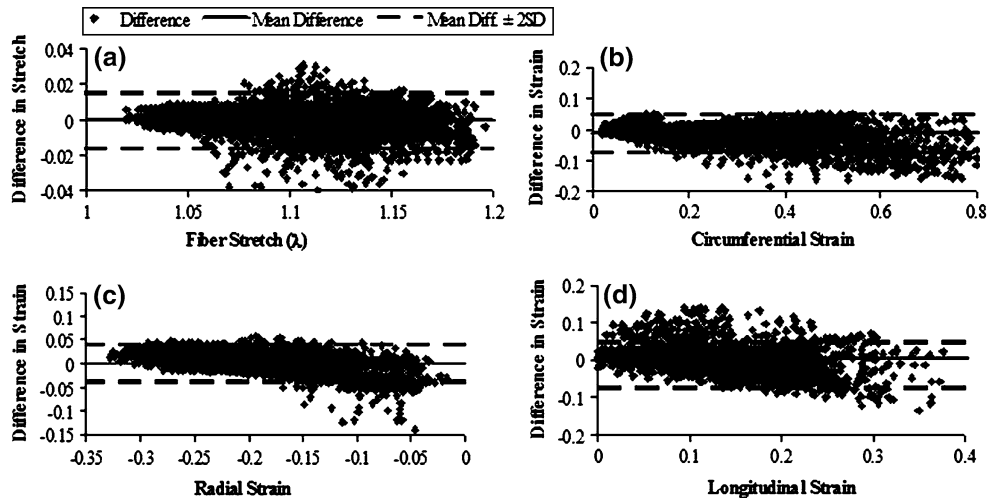 Difference Mean Difference Mean Diff. ± 2SD
(a)
Difference in Stretch
0.04
0.02
0
-0.02
-0.04
1 1.05 1.1 1.15 1.2
Fiber Stretch (λ)
(b)
Difference in Strain
0.2
0.1
0
-0.1
-0.2
0 0.2 0.4 0.6 0.8
Circumferential Strain
(c)
Difference in Strain
0.15
0.1
0.05
0
-0.05
-0.1
-0.15
-0.35 -0.3 -0.25 -0.2 -0.15 -0.1 -0.05 0
Radial Strain
(d)
Difference in Strain
0.2
0.1
0
-0.1
-0.2
0 0.1 0.2 0.3 0.4
Longitudinal Strain